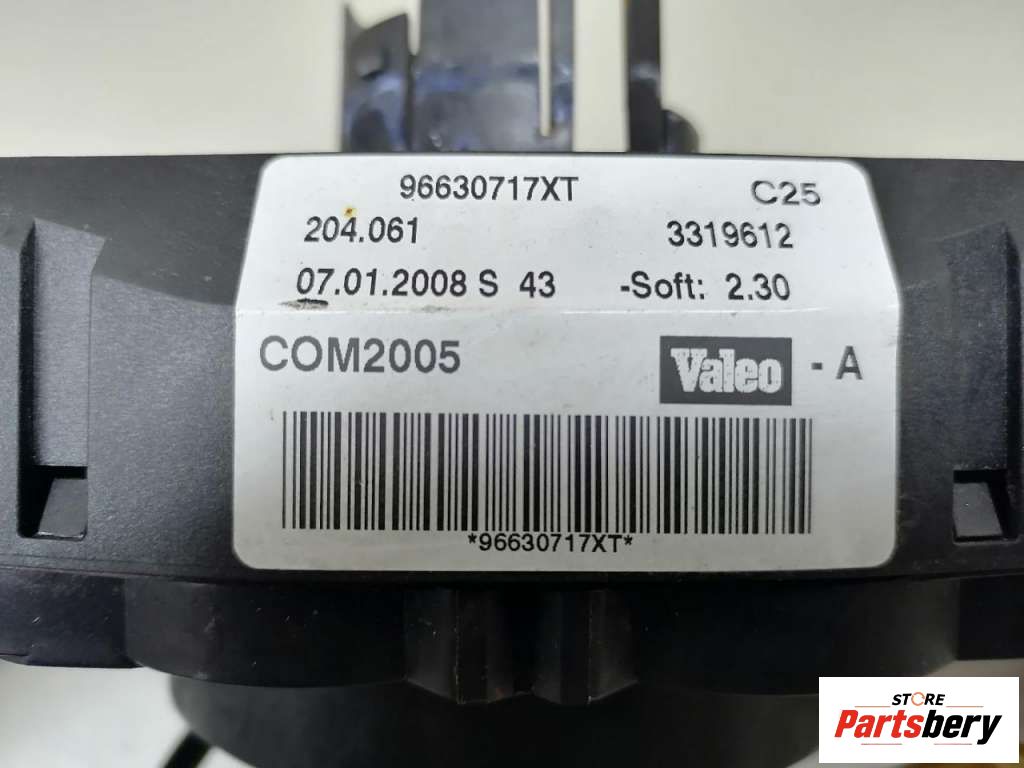 96630717XT C25
204.061 3319612
07.01.2008 S 43 -Soft: 2.30
COM2005 Valeo - A
*96630717XT*
STORE
Partsbery